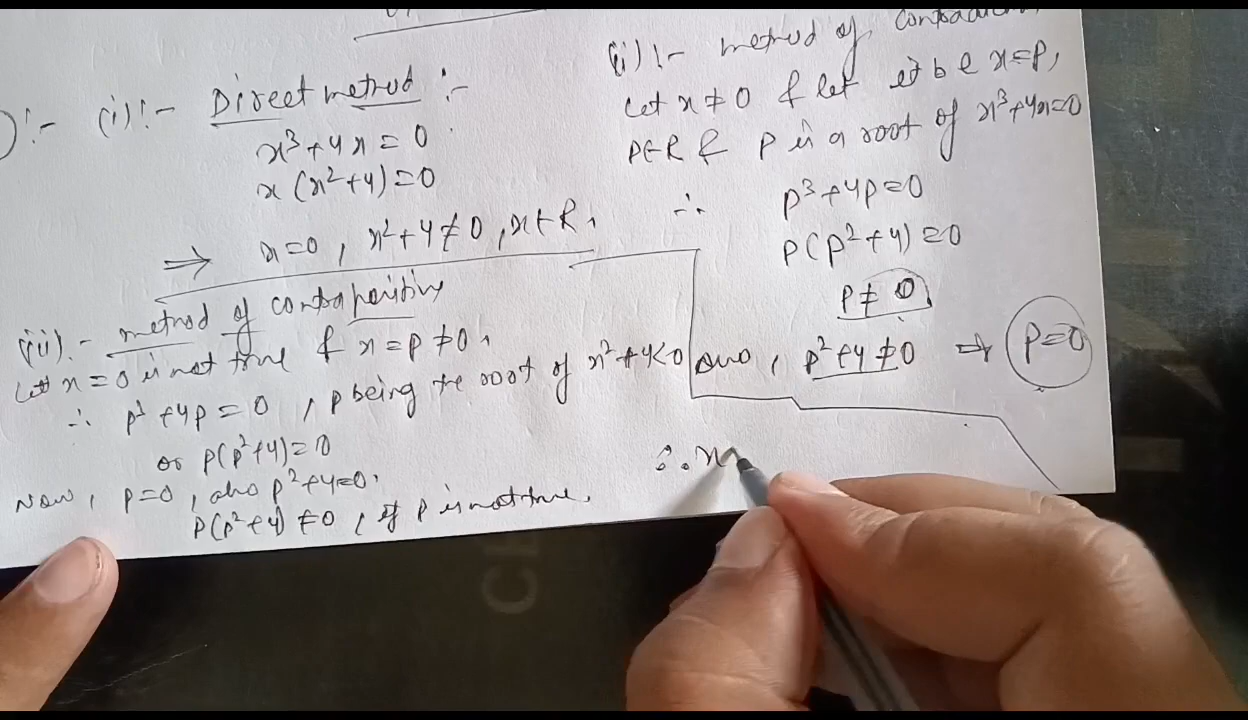 (i) :- Direct method :-
x³ + 4x = 0
x (x² + 4) = 0
⇒ x = 0 , x² + 4 ≠ 0 , x ∈ R,
(ii) :- method of
Let x ≠ 0 & let it be x = p,
p ∈ R & p is a root of x³ + 4x = 0
∴ p³ + 4p = 0
p (p² + 4) = 0
p ≠ 0
also , p² + 4 ≠ 0 ⇒ p = 0
(iii) - method of contrapositive
Let x = 0 is not true & x = p ≠ 0,
∴ p³ + 4p = 0 , p being the root of x² + 4 < 0
or p(p² + 4) = 0
Now , p = 0 , also p² + 4 = 0.
p(p² + 4) ≠ 0 , if p is not true.
∴ x